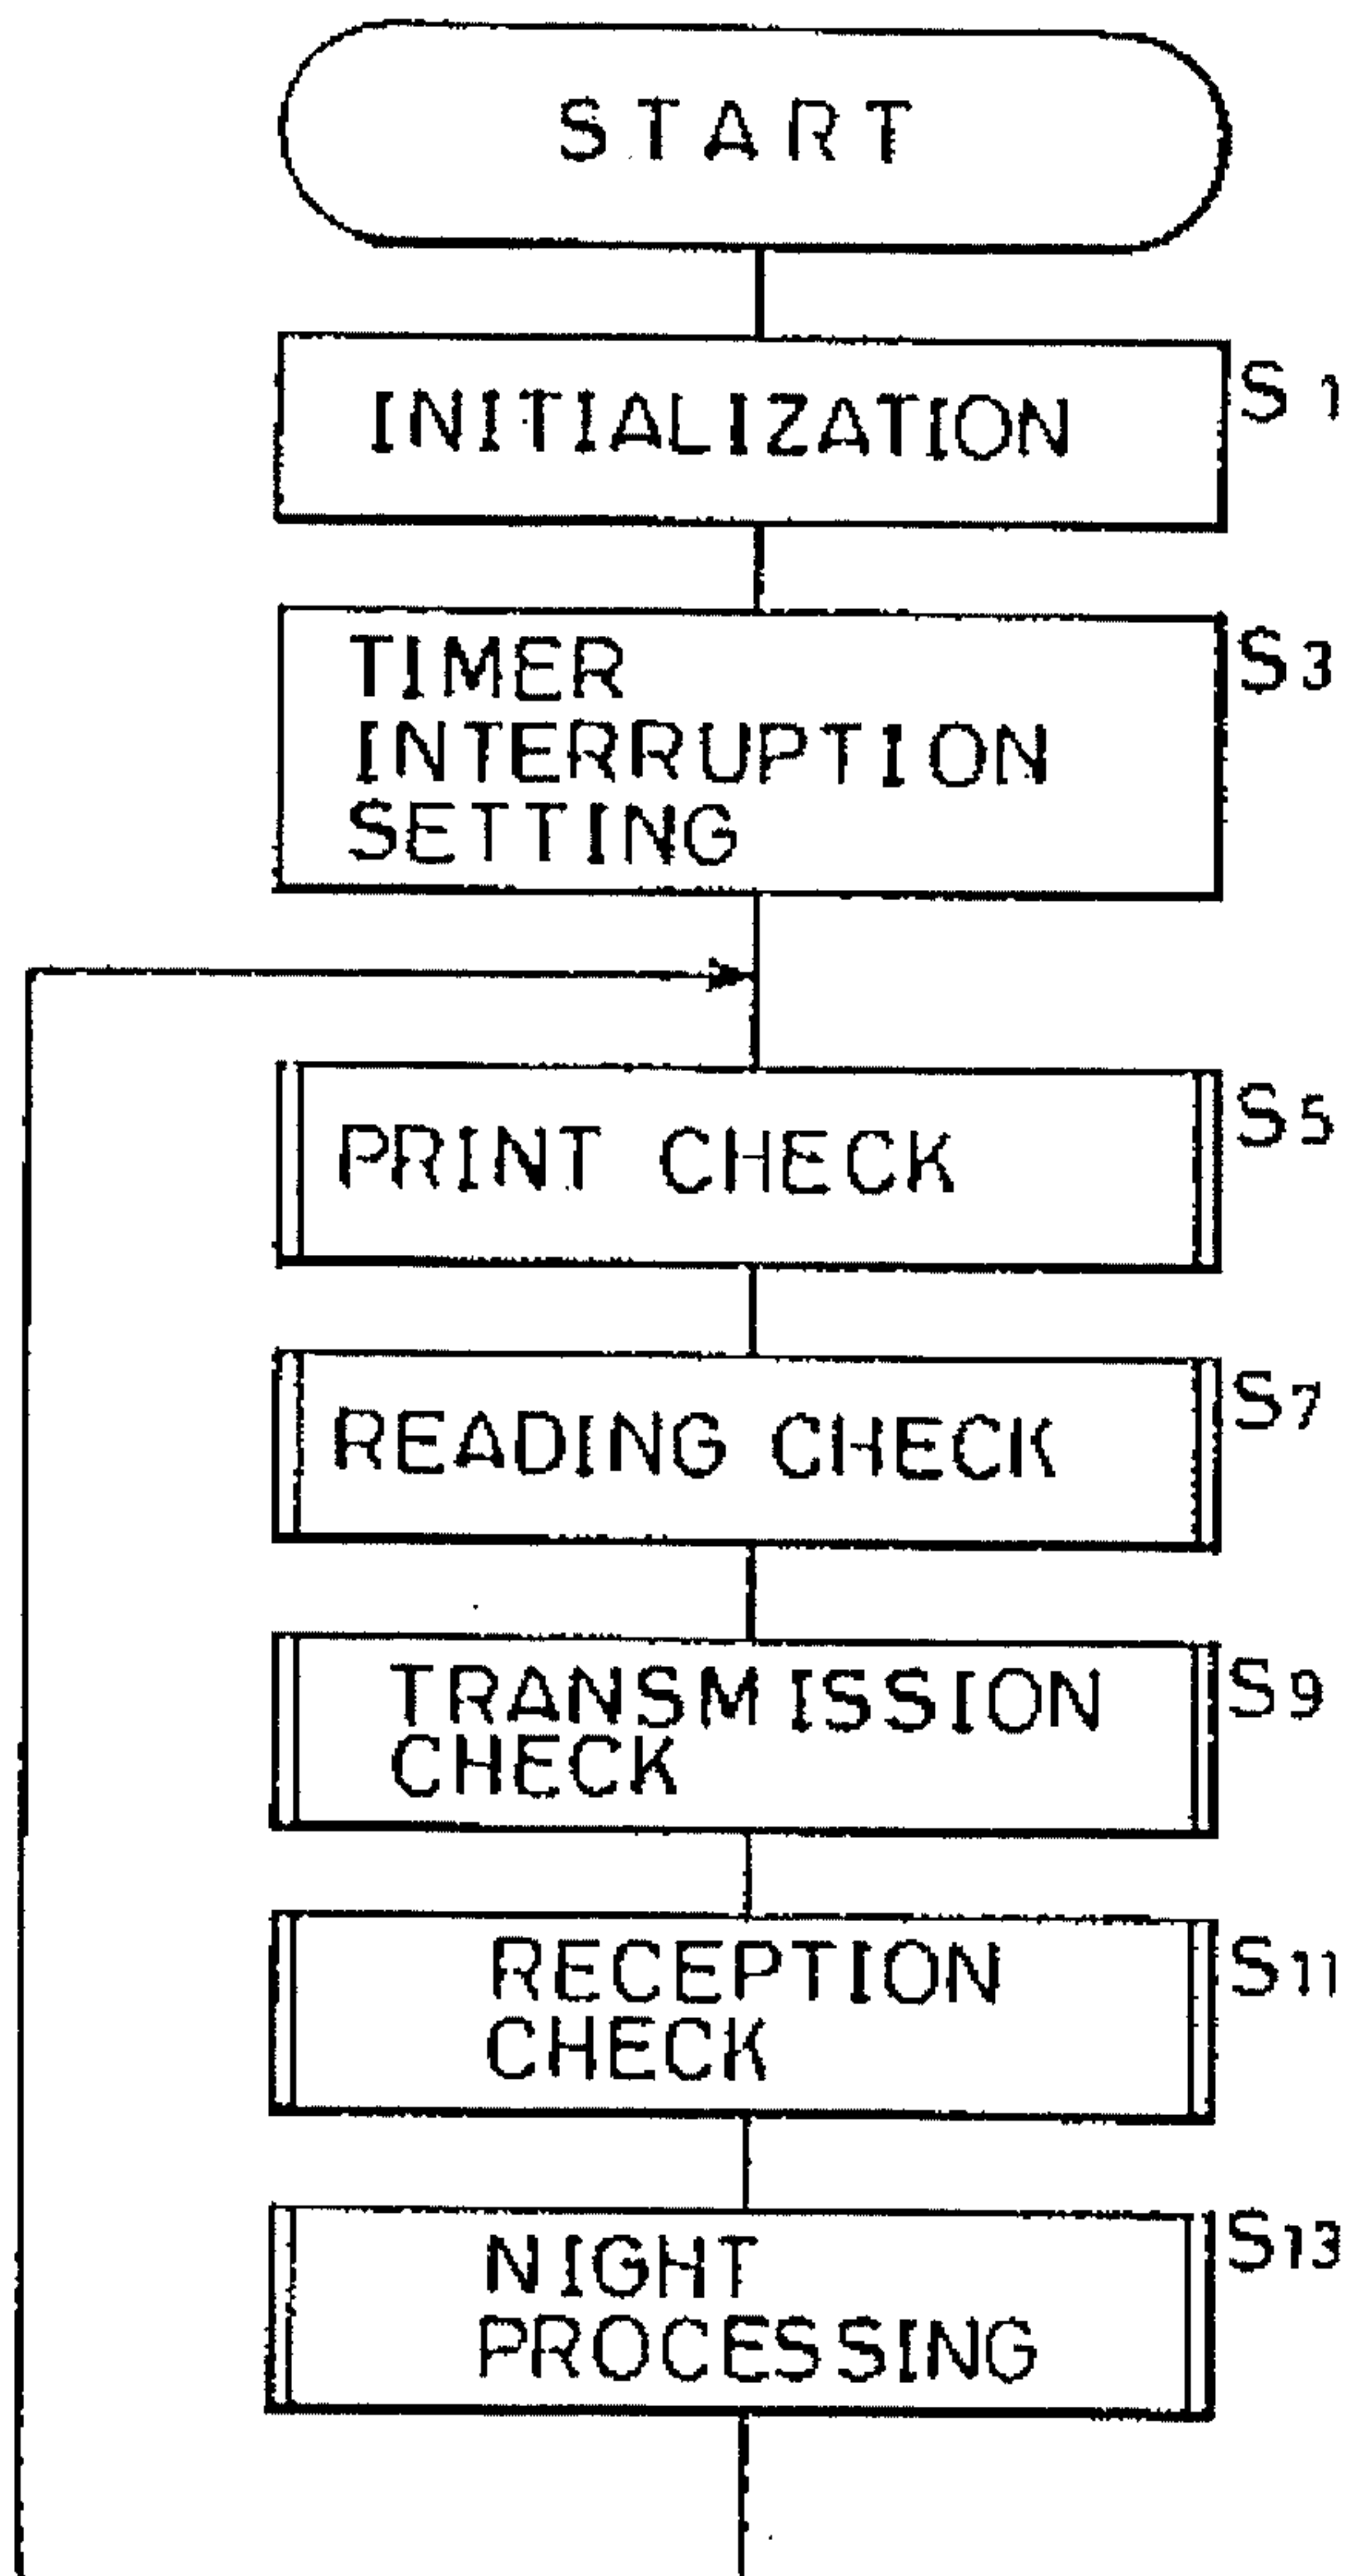 START
INITIALIZATION
S1
TIMER
INTERRUPTION
SETTING
S3
PRINT CHECK
S5
READING CHECK
S7
TRANSMISSION
CHECK
S9
RECEPTION
CHECK
S11
NIGHT
PROCESSING
S13